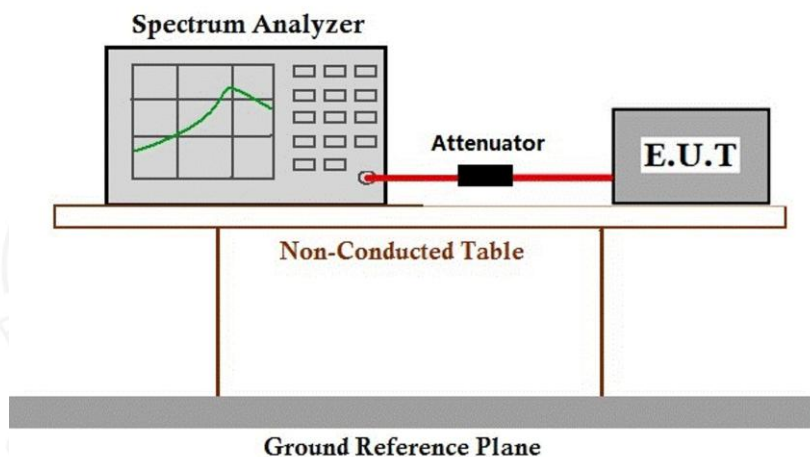 Spectrum Analyzer
Attenuator
E.U.T
Non-Conducted Table
Ground Reference Plane